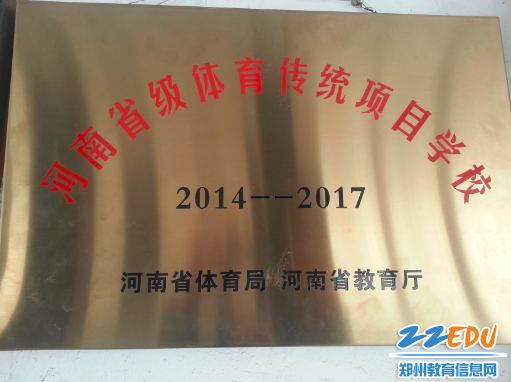 河南省级体育传统项目学校
2014--2017
河南省体育局 河南省教育厅
22EDU
郑州教育信息网